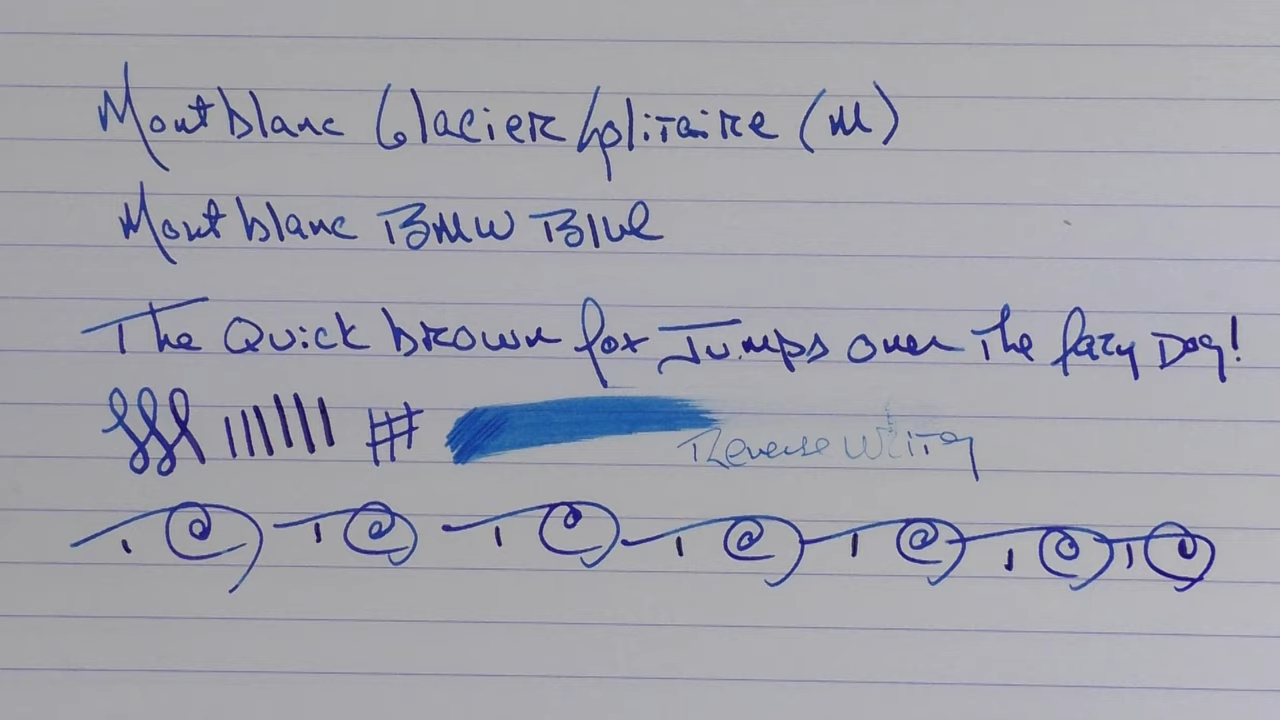 Montblanc Glacier Solitaire (M)
Montblanc BMW Blue
The Quick brown fox Jumps over The lazy Dog!
Reverse Writing